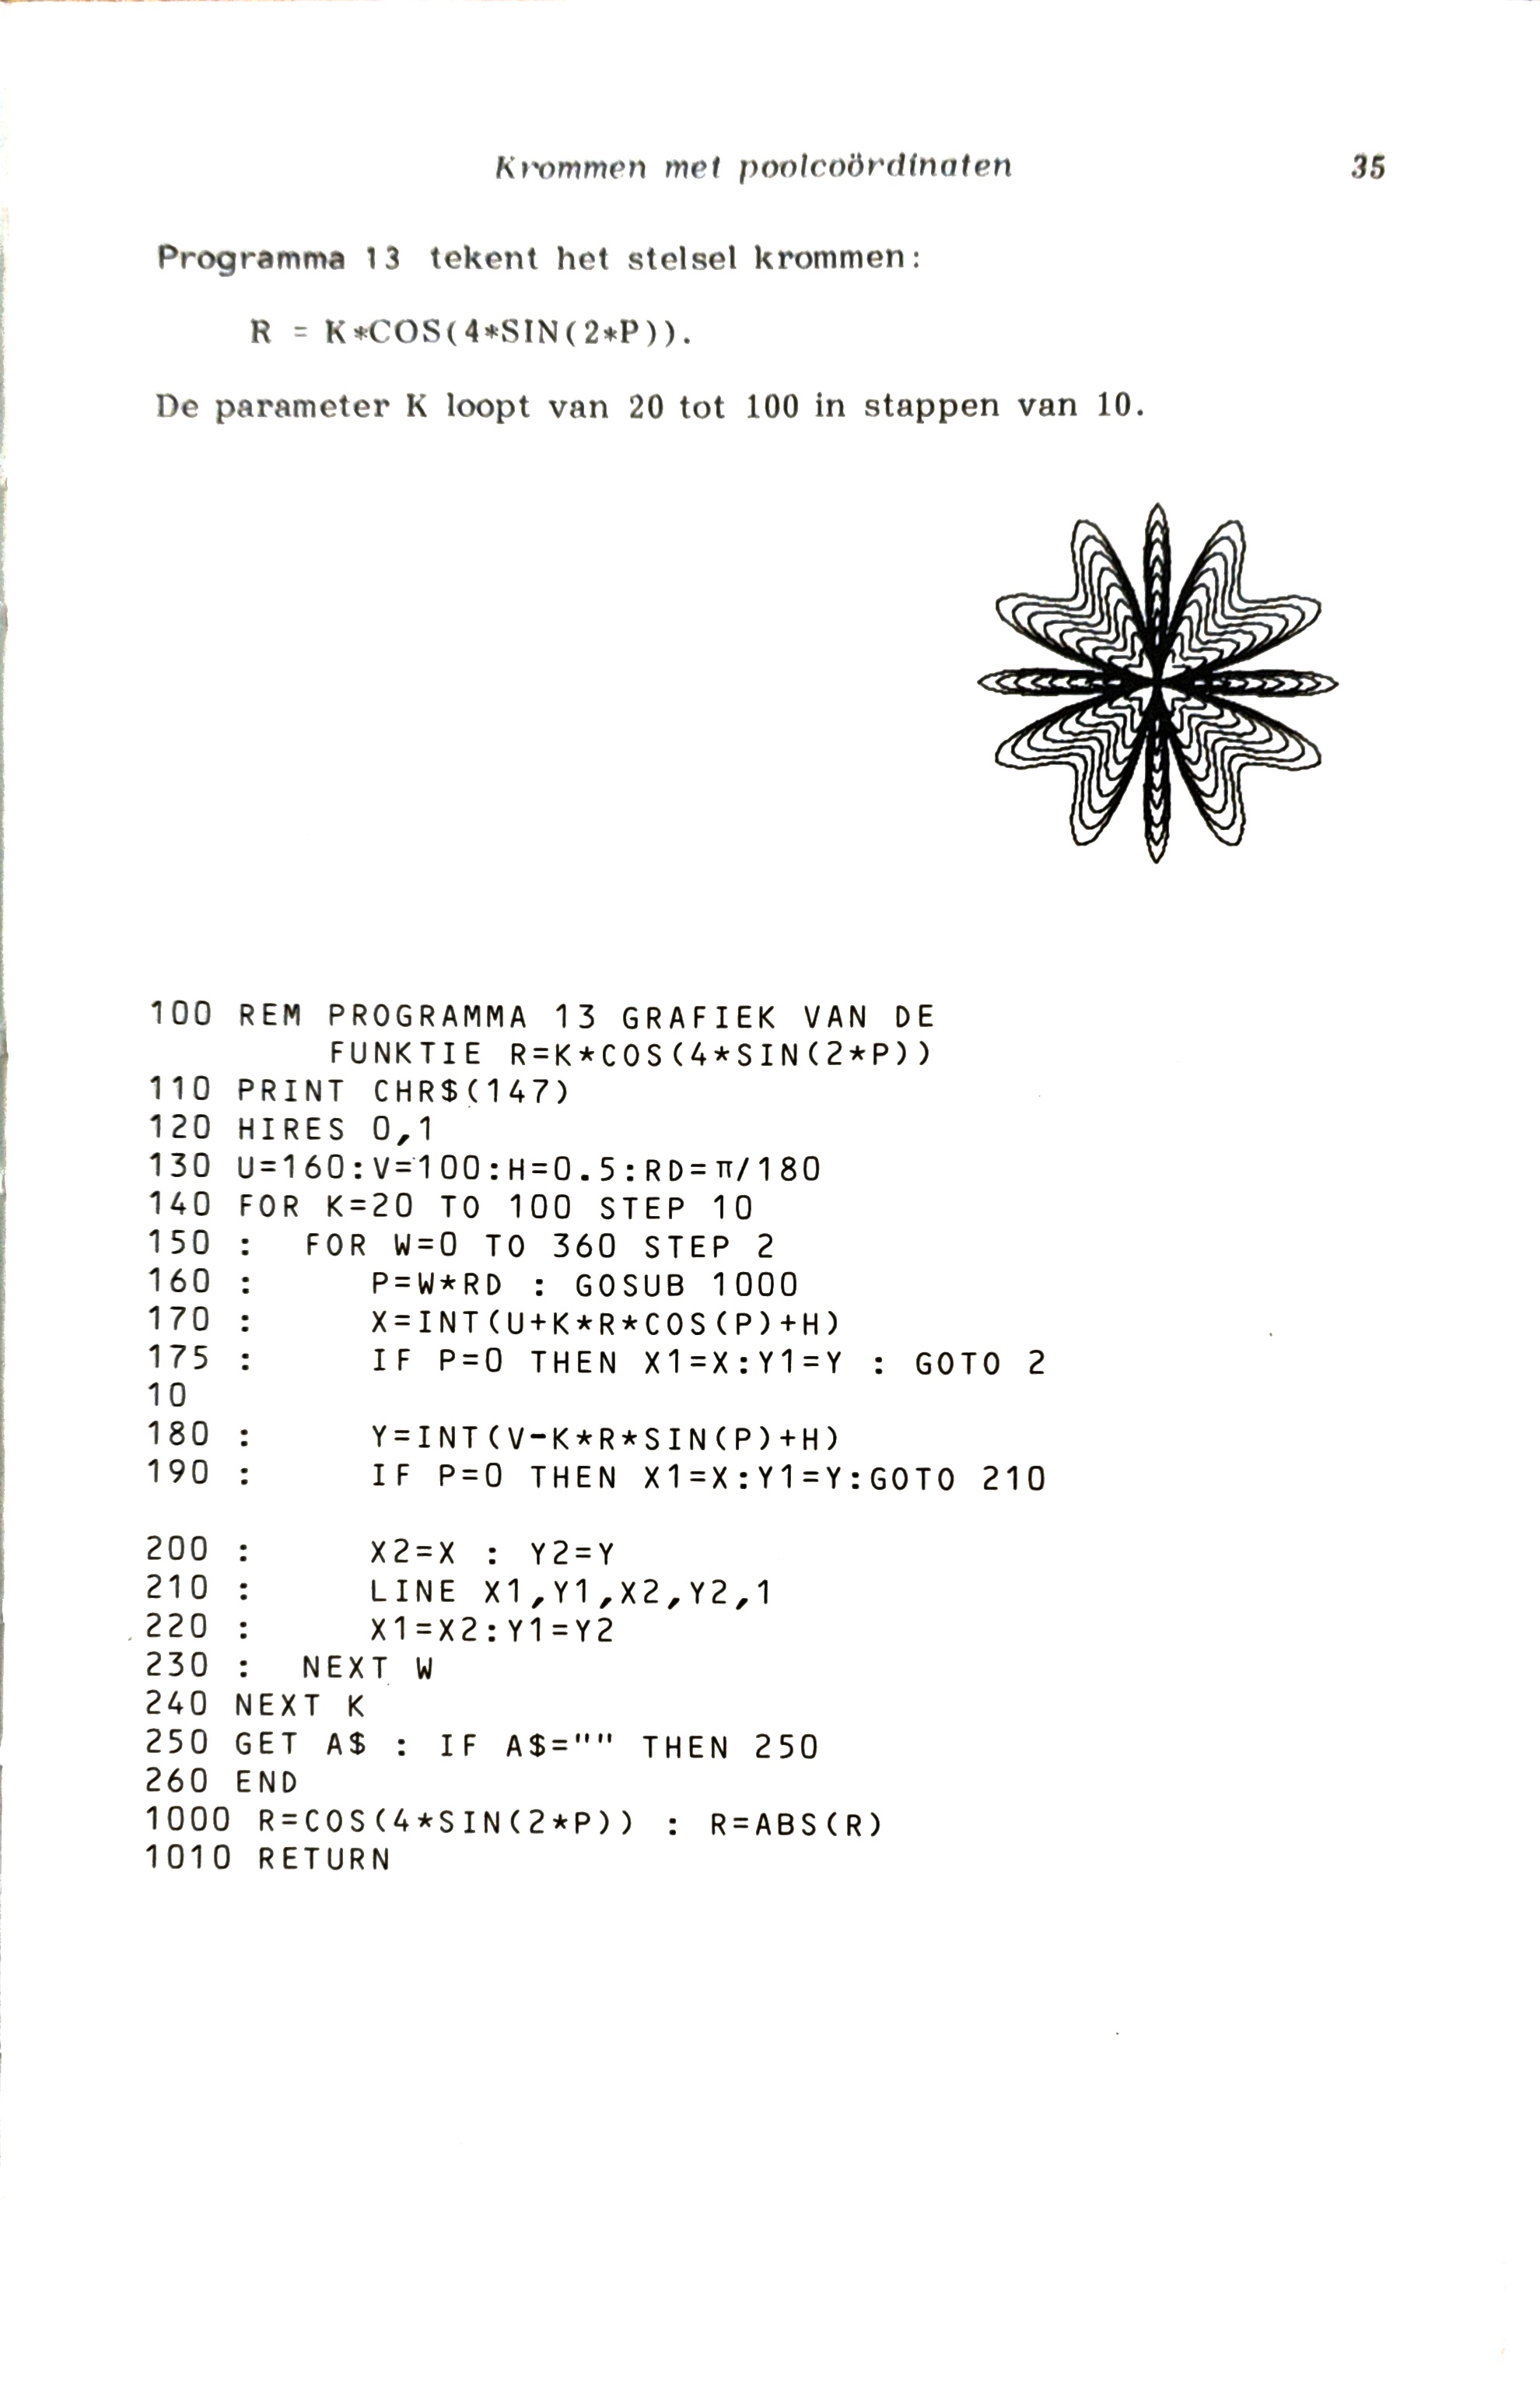 Krommen met poolcoördinaten 35
Programma 13 tekent het stelsel krommen:
R = K*COS(4*SIN(2*P)).
De parameter K loopt van 20 tot 100 in stappen van 10.
100 REM PROGRAMMA 13 GRAFIEK VAN DE
FUNKTIE R=K*COS(4*SIN(2*P))
110 PRINT CHR$(147)
120 HIRES 0,1
130 U=160:V=100:H=0.5:RD=π/180
140 FOR K=20 TO 100 STEP 10
150 : FOR W=0 TO 360 STEP 2
160 : P=W*RD : GOSUB 1000
170 : X=INT(U+K*R*COS(P)+H)
175 : IF P=0 THEN X1=X:Y1=Y : GOTO 2
10
180 : Y=INT(V-K*R*SIN(P)+H)
190 : IF P=0 THEN X1=X:Y1=Y:GOTO 210
200 : X2=X : Y2=Y
210 : LINE X1,Y1,X2,Y2,1
220 : X1=X2:Y1=Y2
230 : NEXT W
240 NEXT K
250 GET A$ : IF A$="" THEN 250
260 END
1000 R=COS(4*SIN(2*P)) : R=ABS(R)
1010 RETURN